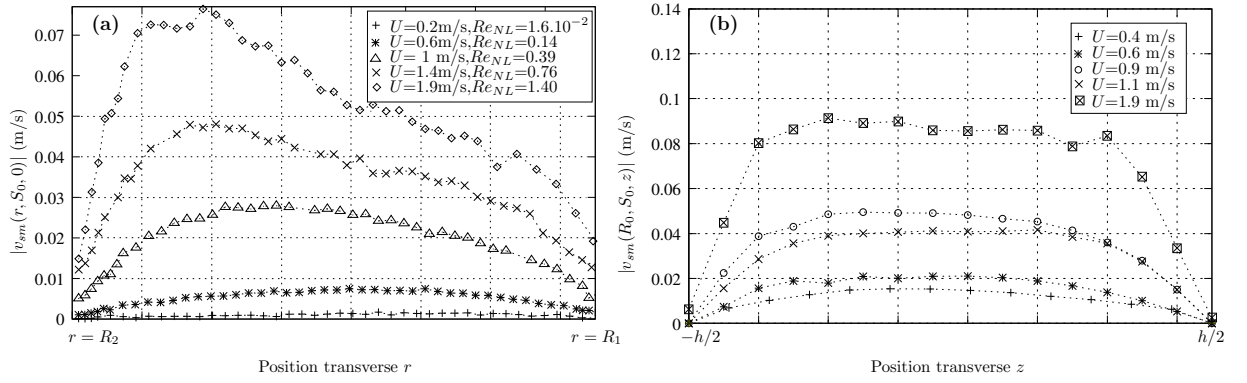 (a)
U=0.2m/s,Re_NL=1.6.10^-2
U=0.6m/s,Re_NL=0.14
U= 1 m/s,Re_NL=0.39
U=1.4m/s,Re_NL=0.76
U=1.9m/s,Re_NL=1.40
|v_sm(r, S_0, 0)| (m/s)
0.07
0.06
0.05
0.04
0.03
0.02
0.01
0
r = R_2
r = R_1
Position transverse r
(b)
U=0.4 m/s
U=0.6 m/s
U=0.9 m/s
U=1.1 m/s
U=1.9 m/s
|v_sm(R_0, S_0, z)| (m/s)
0.14
0.12
0.1
0.08
0.06
0.04
0.02
0
−h/2
h/2
Position transverse z